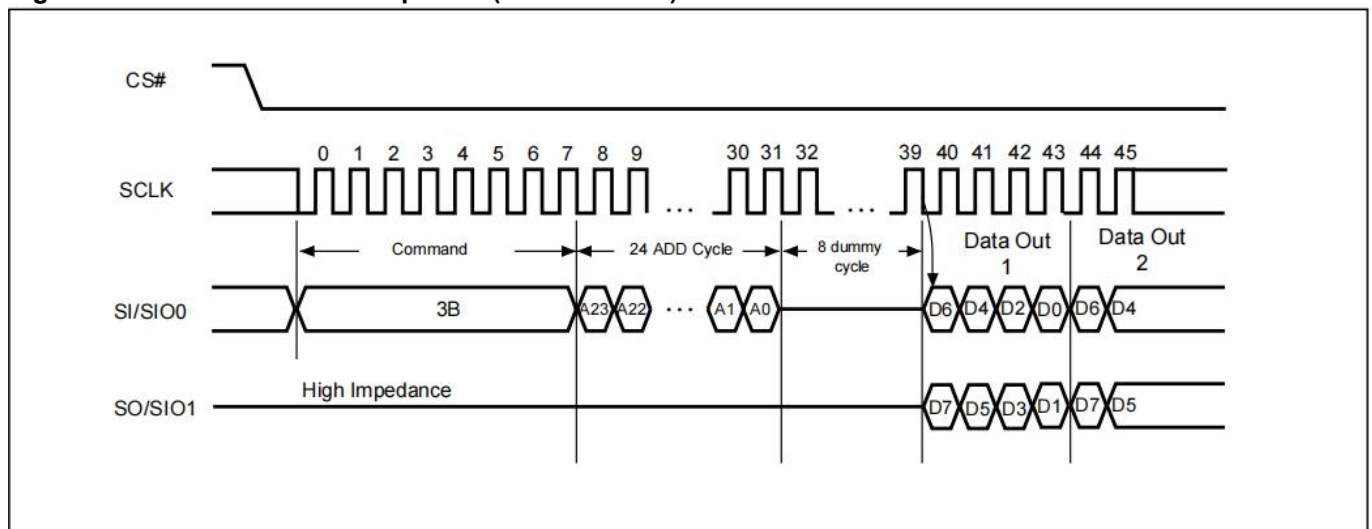 CS#
0 1 2 3 4 5 6 7 8 9 30 31 32 39 40 41 42 43 44 45
SCLK
... ...
Command 24 ADD Cycle 8 dummy Data Out Data Out
cycle 1 2
SI/SIO0 3B A23 A22 ... A1 A0 D6 D4 D2 D0 D6 D4
High Impedance
SO/SIO1 D7 D5 D3 D1 D7 D5